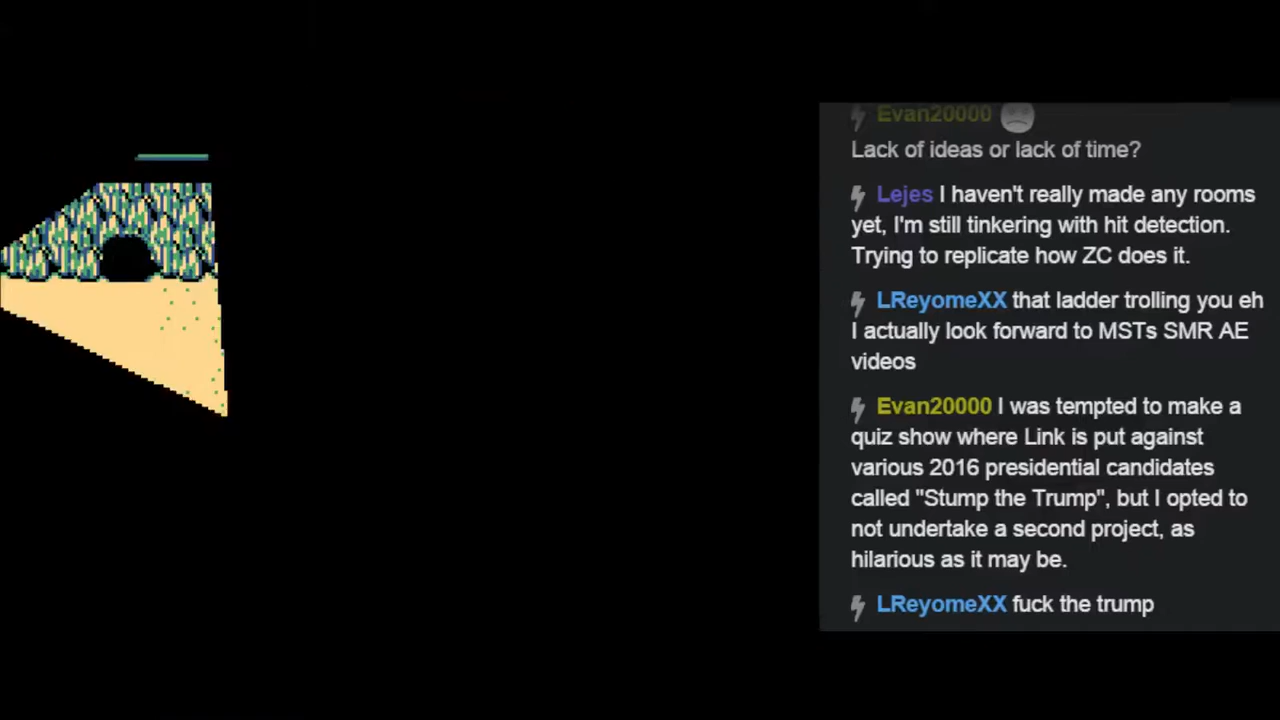 Evan20000
Lack of ideas or lack of time?
Lejes I haven't really made any rooms
yet, I'm still tinkering with hit detection.
Trying to replicate how ZC does it.
LReyomeXX that ladder trolling you eh
I actually look forward to MSTs SMR AE
videos
Evan20000 I was tempted to make a
quiz show where Link is put against
various 2016 presidential candidates
called "Stump the Trump", but I opted to
not undertake a second project, as
hilarious as it may be.
LReyomeXX fuck the trump